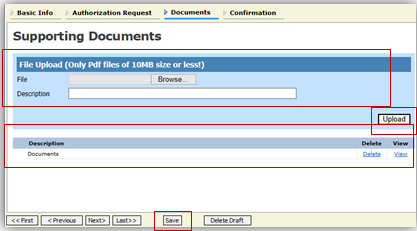 Basic Info Authorization Request Documents Confirmation
Supporting Documents
File Upload (Only Pdf files of 10MB size or less!)
File Browse...
Description
Upload
Description Delete View
Documents Delete View
<< First < Previous Next> Last>> Save Delete Draft